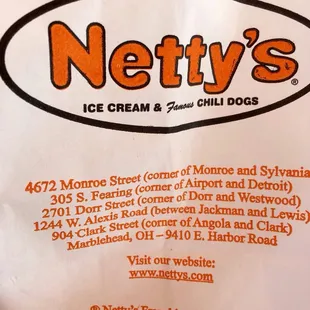 Netty's®
ICE CREAM & Famous CHILI DOGS
4672 Monroe Street (corner of Monroe and Sylvania
305 S. Fearing (corner of Airport and Detroit)
2701 Dorr Street (corner of Dorr and Westwood)
1244 W. Alexis Road (between Jackman and Lewis)
904 Clark Street (corner of Angola and Clark)
Marblehead, OH–9410 E. Harbor Road
Visit our website:
www.nettys.com
® Netty's